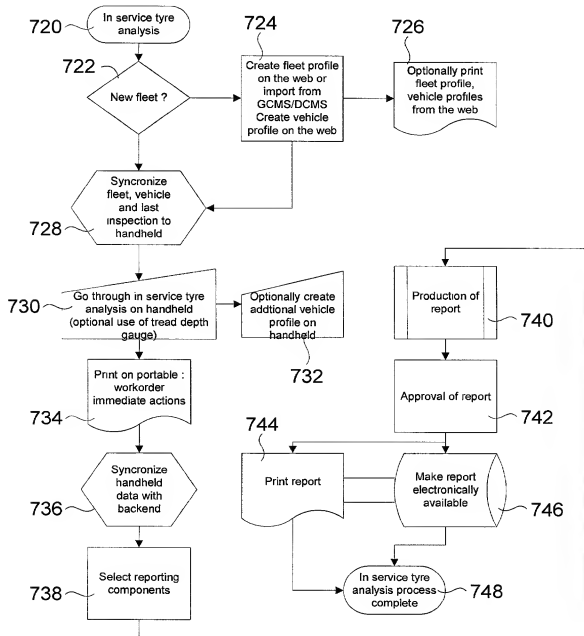 720
In service tyre
analysis
722
New fleet ?
724
Create fleet profile
on the web or
import from
GCMS/DCMS
Create vehicle
profile on the web
726
Optionally print
fleet profile,
vehicle profiles
from the web
728
Syncronize
fleet, vehicle
and last
inspection to
handheld
730
Go through in service tyre
analysis on handheld
(optional use of tread depth
gauge)
Optionally create
addtional vehicle
profile on
handheld
732
734
Print on portable :
workorder
immediate actions
736
Syncronize
handheld
data with
backend
738
Select reporting
components
Production of
report
740
Approval of report
742
744
Print report
Make report
electronically
available
746
In service tyre
analysis process
complete
748